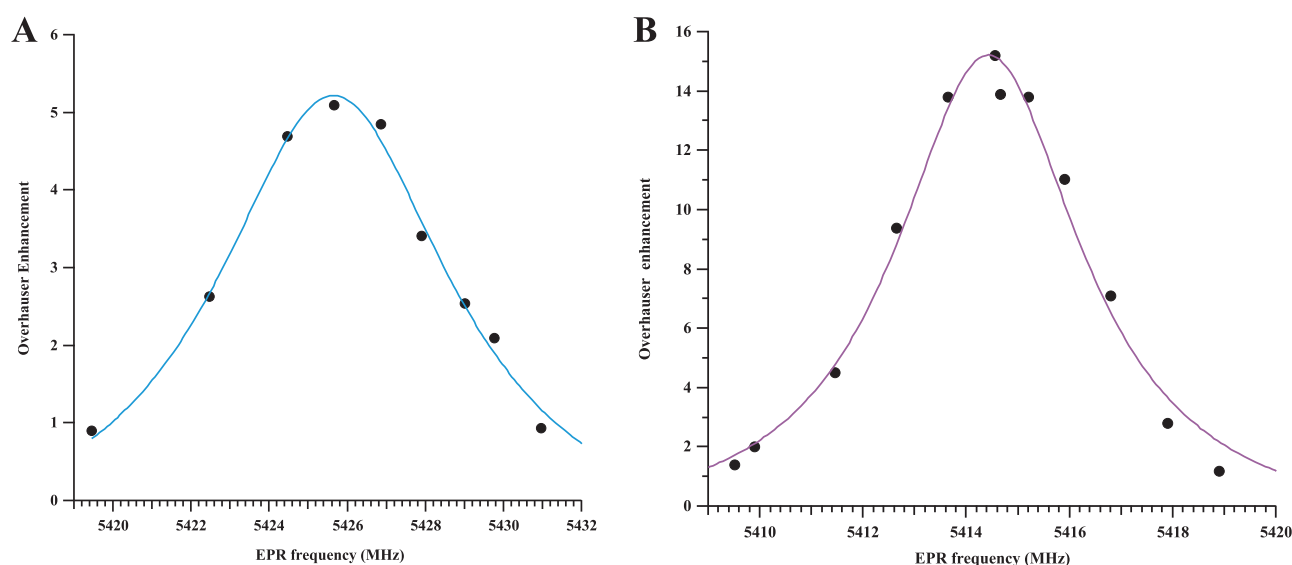 A
6
5
4
3
2
1
0
5420 5422 5424 5426 5428 5430 5432
Overhauser Enhancement
EPR frequency (MHz)
B
16
14
12
10
8
6
4
2
0
5410 5412 5414 5416 5418 5420
Overhauser enhancement
EPR frequency (MHz)